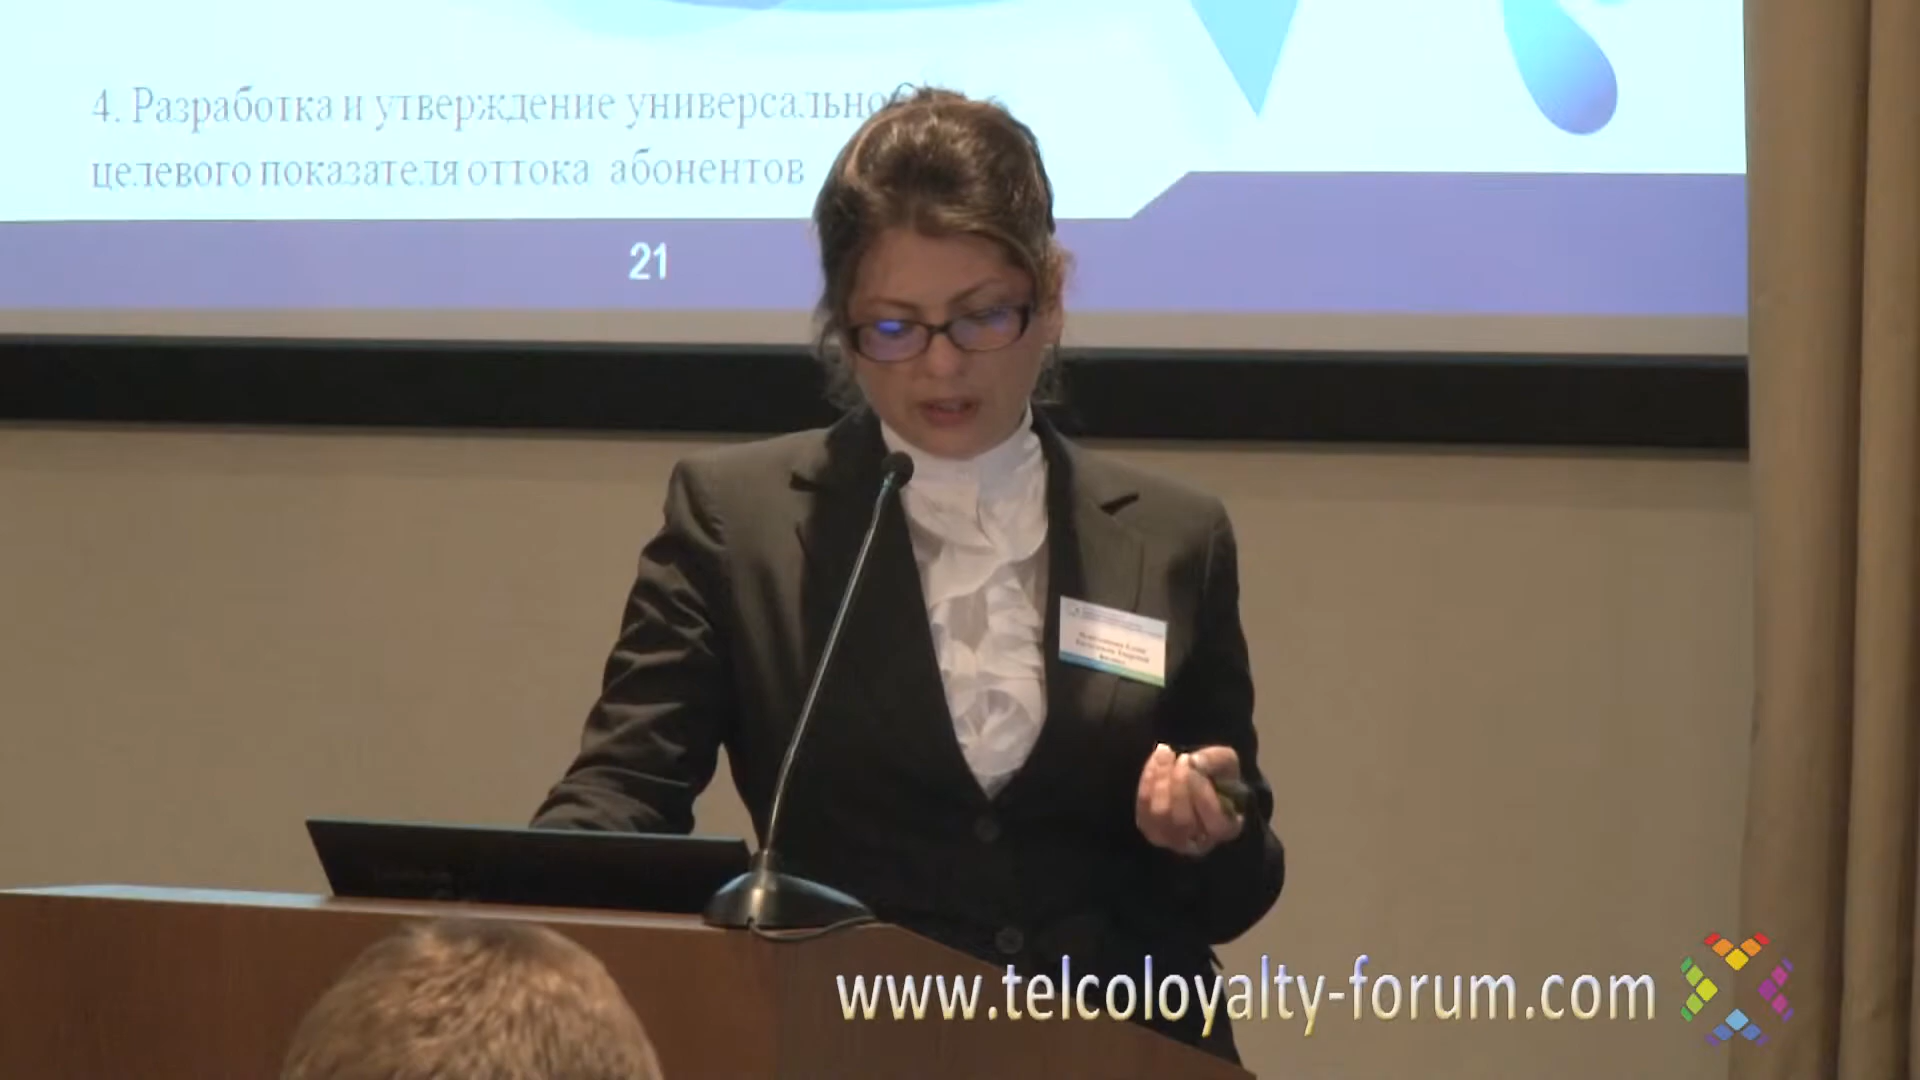 4. Разработка и утверждение универсально
целевого показателя оттока абонентов
21
www.telcoloyalty-forum.com